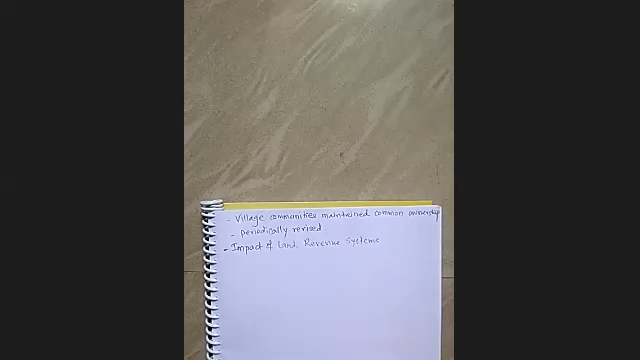 - Village communities maintained common ownership
- periodically revised.
- Impact of Land Revenue Systems